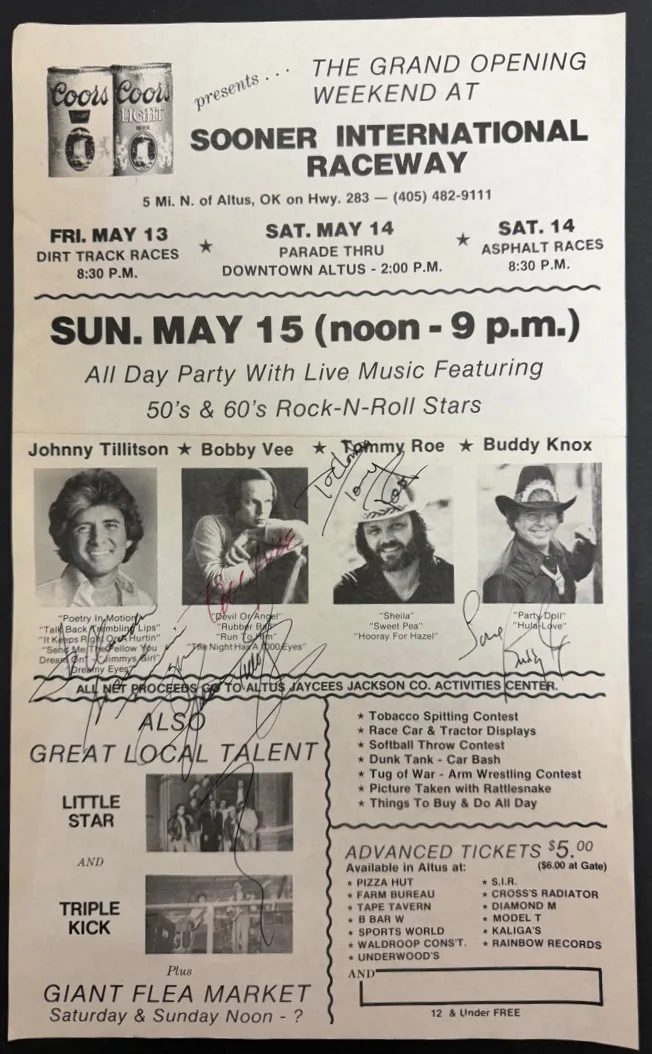 Coors
Coors
LIGHT
BEER
presents . . .
THE GRAND OPENING
WEEKEND AT
SOONER INTERNATIONAL
RACEWAY
5 Mi. N. of Altus, OK on Hwy. 283 — (405) 482-9111
FRI. MAY 13
DIRT TRACK RACES
8:30 P.M.
★
SAT. MAY 14
PARADE THRU
DOWNTOWN ALTUS - 2:00 P.M.
★
SAT. 14
ASPHALT RACES
8:30 P.M.
SUN. MAY 15 (noon - 9 p.m.)
All Day Party With Live Music Featuring
50's & 60's Rock-N-Roll Stars
Johnny Tillitson ★ Bobby Vee ★ Tommy Roe ★ Buddy Knox
"Poetry In Motion"
"Talk Back Trembling Lips"
"It Keeps Right On A Hurtin"
"Send Me The Fellow You
Dream On" - "Jimmys Girl"
"Dreamy Eyes"
"Devil Or Angel"
"Rubber Ball"
"Run To Him"
"The Night Has A 1000 Eyes"
"Sheila"
"Sweet Pea"
"Hooray For Hazel"
"Party Doll"
"Hula-Love"
Love
Buddy
ALL NET PROCEEDS GO TO ALTUS JAYCEES JACKSON CO. ACTIVITIES CENTER.
ALSO
GREAT LOCAL TALENT
LITTLE
STAR
AND
TRIPLE
KICK
Plus
GIANT FLEA MARKET
Saturday & Sunday Noon - ?
★ Tobacco Spitting Contest
★ Race Car & Tractor Displays
★ Softball Throw Contest
★ Dunk Tank - Car Bash
★ Tug of War - Arm Wrestling Contest
★ Picture Taken with Rattlesnake
★ Things To Buy & Do All Day
ADVANCED TICKETS $5.00
Available in Altus at: ($6.00 at Gate)
★ PIZZA HUT
★ FARM BUREAU
★ TAPE TAVERN
★ B BAR W
★ SPORTS WORLD
★ WALDROOP CONS'T.
★ UNDERWOOD'S
★ S.I.R.
★ CROSS'S RADIATOR
★ DIAMOND M
★ MODEL T
★ KALIGA'S
★ RAINBOW RECORDS
AND
12 & Under FREE